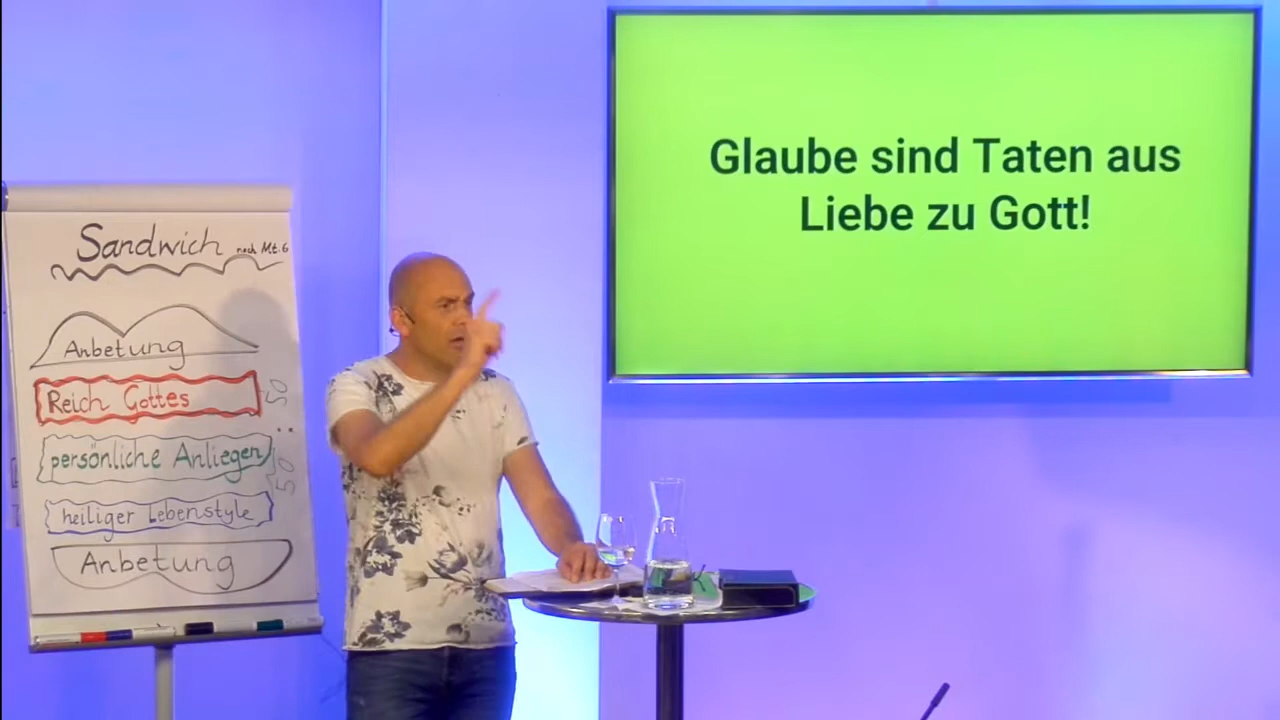 Sandwich nach Mt. 6
Anbetung
Reich Gottes 50
:
persönliche Anliegen 50
heiliger Lebenstyle
Anbetung
Glaube sind Taten aus
Liebe zu Gott!